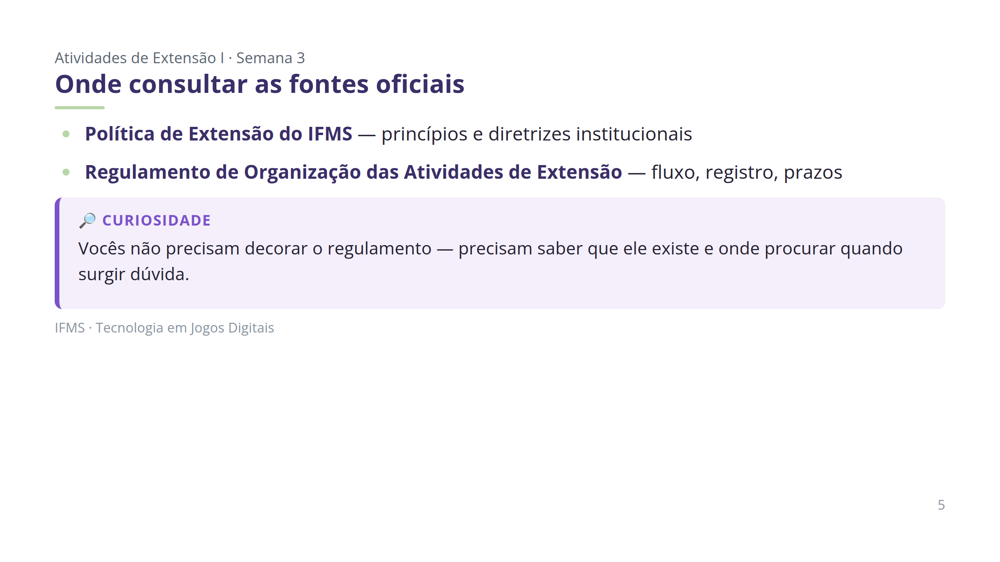 Atividades de Extensão I · Semana 3
Onde consultar as fontes oficiais
• Política de Extensão do IFMS — princípios e diretrizes institucionais
• Regulamento de Organização das Atividades de Extensão — fluxo, registro, prazos
🔎 CURIOSIDADE
Vocês não precisam decorar o regulamento — precisam saber que ele existe e onde procurar quando
surgir dúvida.
IFMS · Tecnologia em Jogos Digitais
5